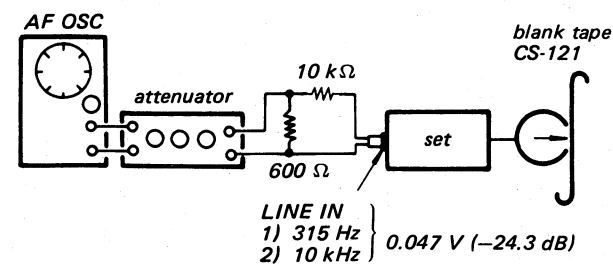 AF OSC
blank tape
CS-121
10 kΩ
attenuator
set
600 Ω
LINE IN
1) 315 Hz
2) 10 kHz
0.047 V (−24.3 dB)